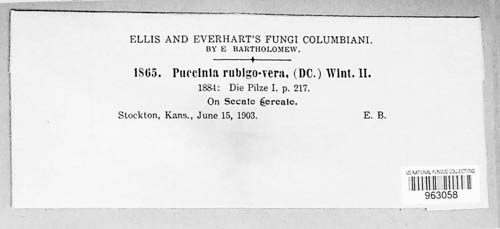 ELLIS AND EVERHART'S FUNGI COLUMBIANI.
BY E BARTHOLOMEW.
1865. Puccinia rubigo-vera, (DC.) Wint. II.
1884: Die Pilze I. p. 217.
On Secale Cereale.
Stockton, Kans., June 15, 1903. E. B.
US NATIONAL FUNGUS COLLECTIONS
963058